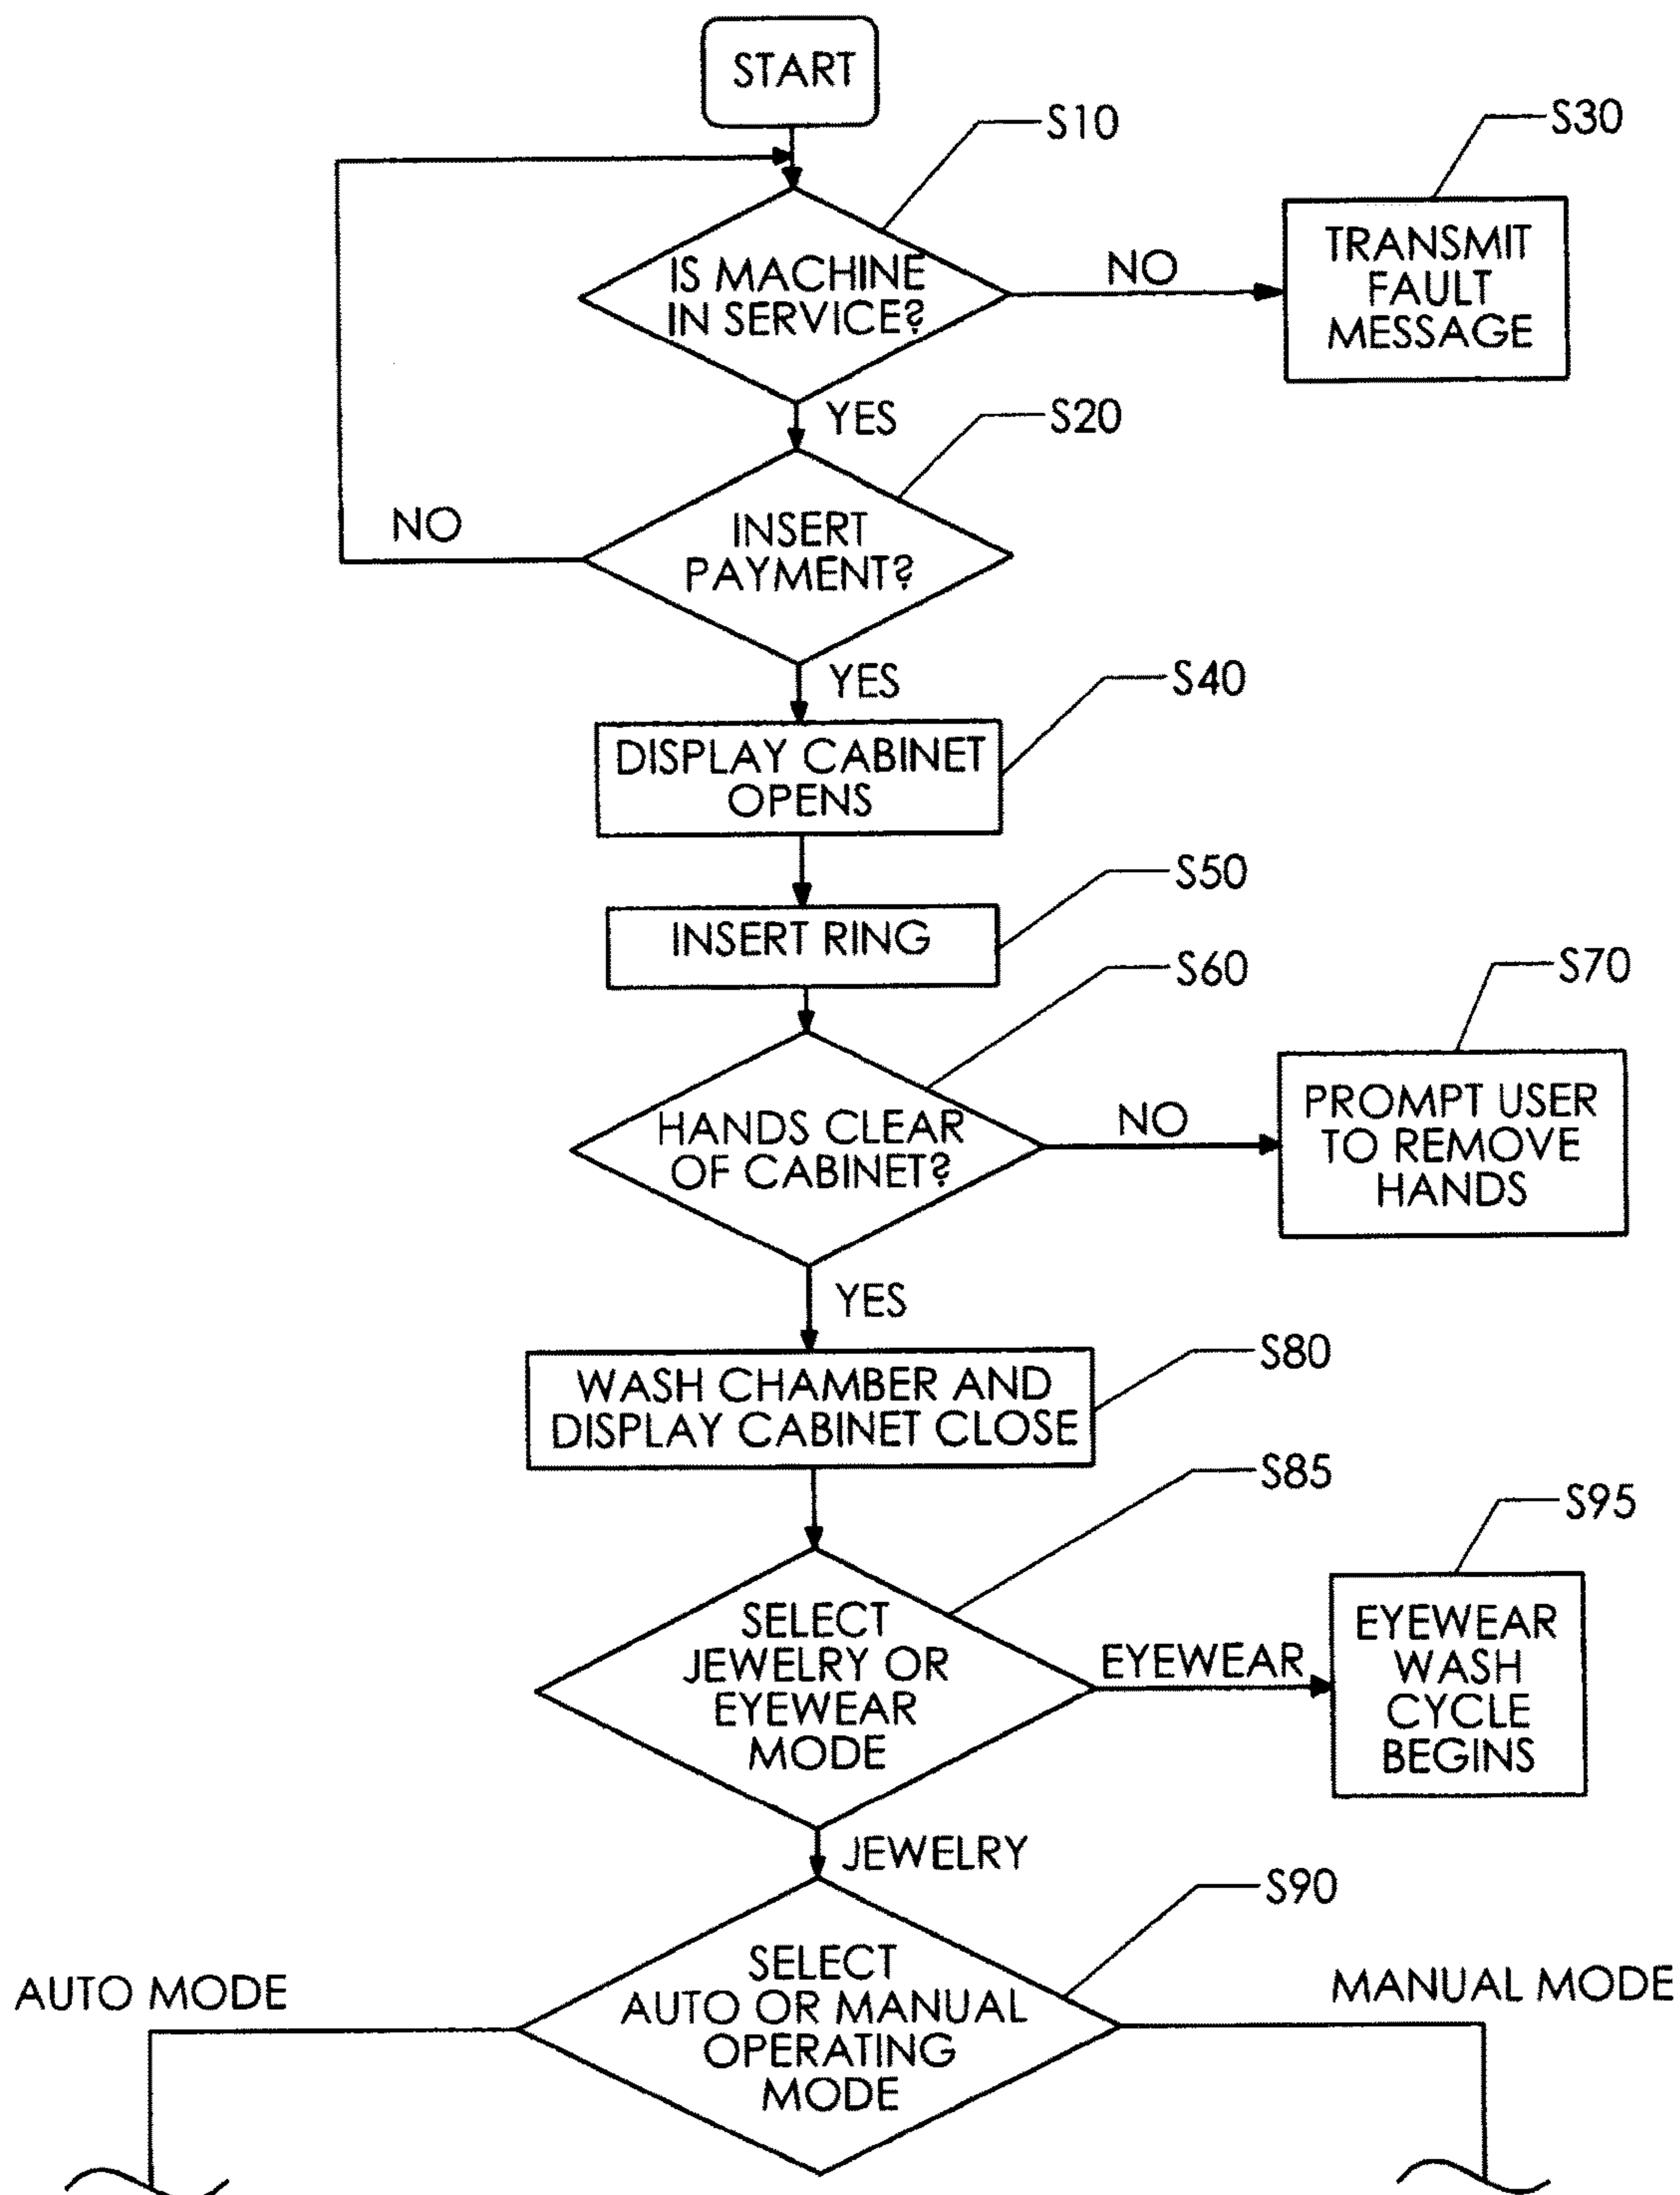 START
S10
S30
IS MACHINE
IN SERVICE?
NO
TRANSMIT
FAULT
MESSAGE
YES
S20
NO
INSERT
PAYMENT?
YES
S40
DISPLAY CABINET
OPENS
S50
INSERT RING
S60
S70
HANDS CLEAR
OF CABINET?
NO
PROMPT USER
TO REMOVE
HANDS
YES
S80
WASH CHAMBER AND
DISPLAY CABINET CLOSE
S85
S95
SELECT
JEWELRY OR
EYEWEAR
MODE
EYEWEAR
EYEWEAR
WASH
CYCLE
BEGINS
JEWELRY
S90
AUTO MODE
SELECT
AUTO OR MANUAL
OPERATING
MODE
MANUAL MODE